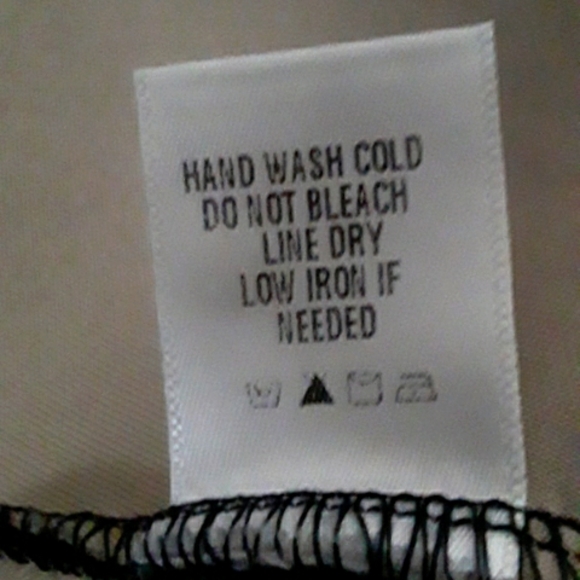 HAND WASH COLD
DO NOT BLEACH
LINE DRY
LOW IRON IF
NEEDED